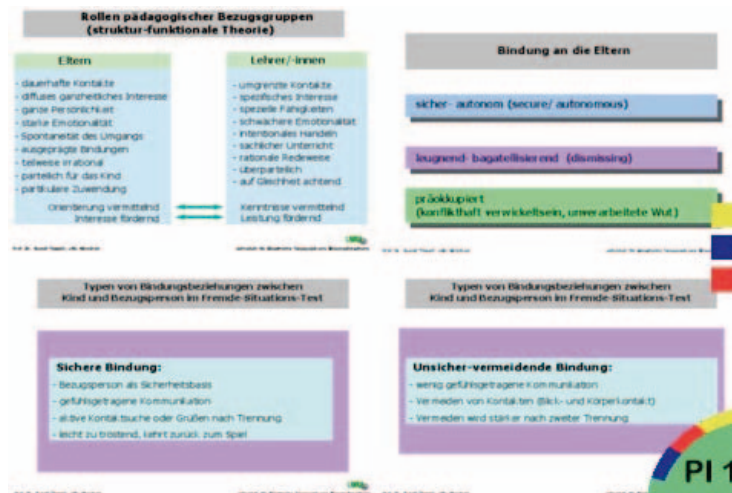 Rollen pädagogischer Bezugsgruppen
(struktur-funktionale Theorie)
Eltern
- dauerhafte Kontakte
- diffuses ganzheitliches Interesse
- ganze Persönlichkeit
- starke Emotionalität
- Spontaneität des Umgangs
- ausgeprägte Bindungen
- teilweise irrational
- parteilich für das Kind
- partikulare Zuwendung
Orientierung vermittelnd
Interesse fördernd
Lehrer/-innen
- umgrenzte Kontakte
- spezifisches Interesse
- spezielle Fähigkeiten
- schwächere Emotionalität
- intentionales Handeln
- sachlicher Unterricht
- rationale Redeweise
- überparteilich
- auf Gleichheit achtend
Kenntnisse vermittelnd
Leistung fördernd
Bindung an die Eltern
sicher- autonom (secure/ autonomous)
leugnend- bagatellisierend (dismissing)
präokkupiert
(konflikthaft verwickeltsein, unverarbeitete Wut)
Typen von Bindungsbeziehungen zwischen
Kind und Bezugsperson im Fremde-Situations-Test
Sichere Bindung:
- Bezugsperson als Sicherheitsbasis
- gefühlsgetragene Kommunikation
- aktive Kontaktsuche oder Grüßen nach Trennung
- leicht zu tröstend, kehrt zurück zum Spiel
Typen von Bindungsbeziehungen zwischen
Kind und Bezugsperson im Fremde-Situations-Test
Unsicher-vermeidende Bindung:
- wenig gefühlsgetragene Kommunikation
- Vermeiden von Kontakten (Blick- und Körperkontakt)
- Vermeiden wird stärker nach zweiter Trennung
PI 1